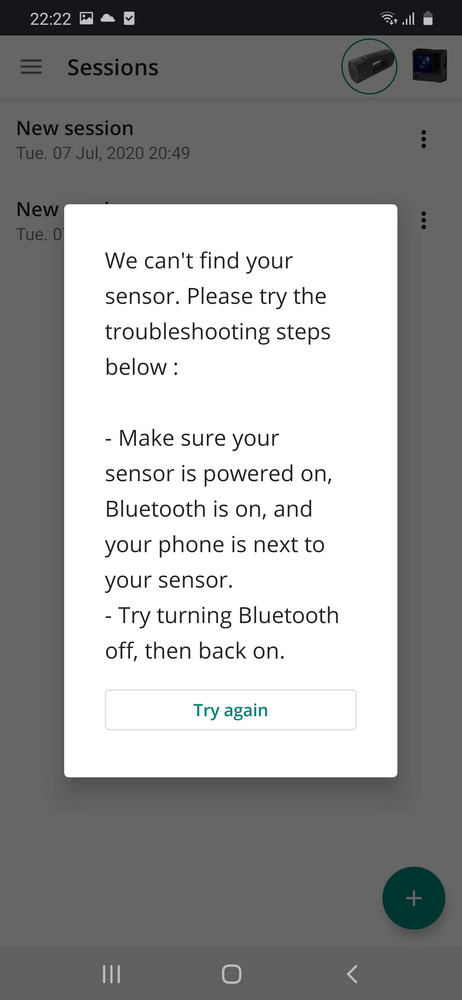 22:22
Sessions
New session
Tue. 07 Jul, 2020 20:49
New
Tue. 0
We can't find your
sensor. Please try the
troubleshooting steps
below :
- Make sure your
sensor is powered on,
Bluetooth is on, and
your phone is next to
your sensor.
- Try turning Bluetooth
off, then back on.
Try again